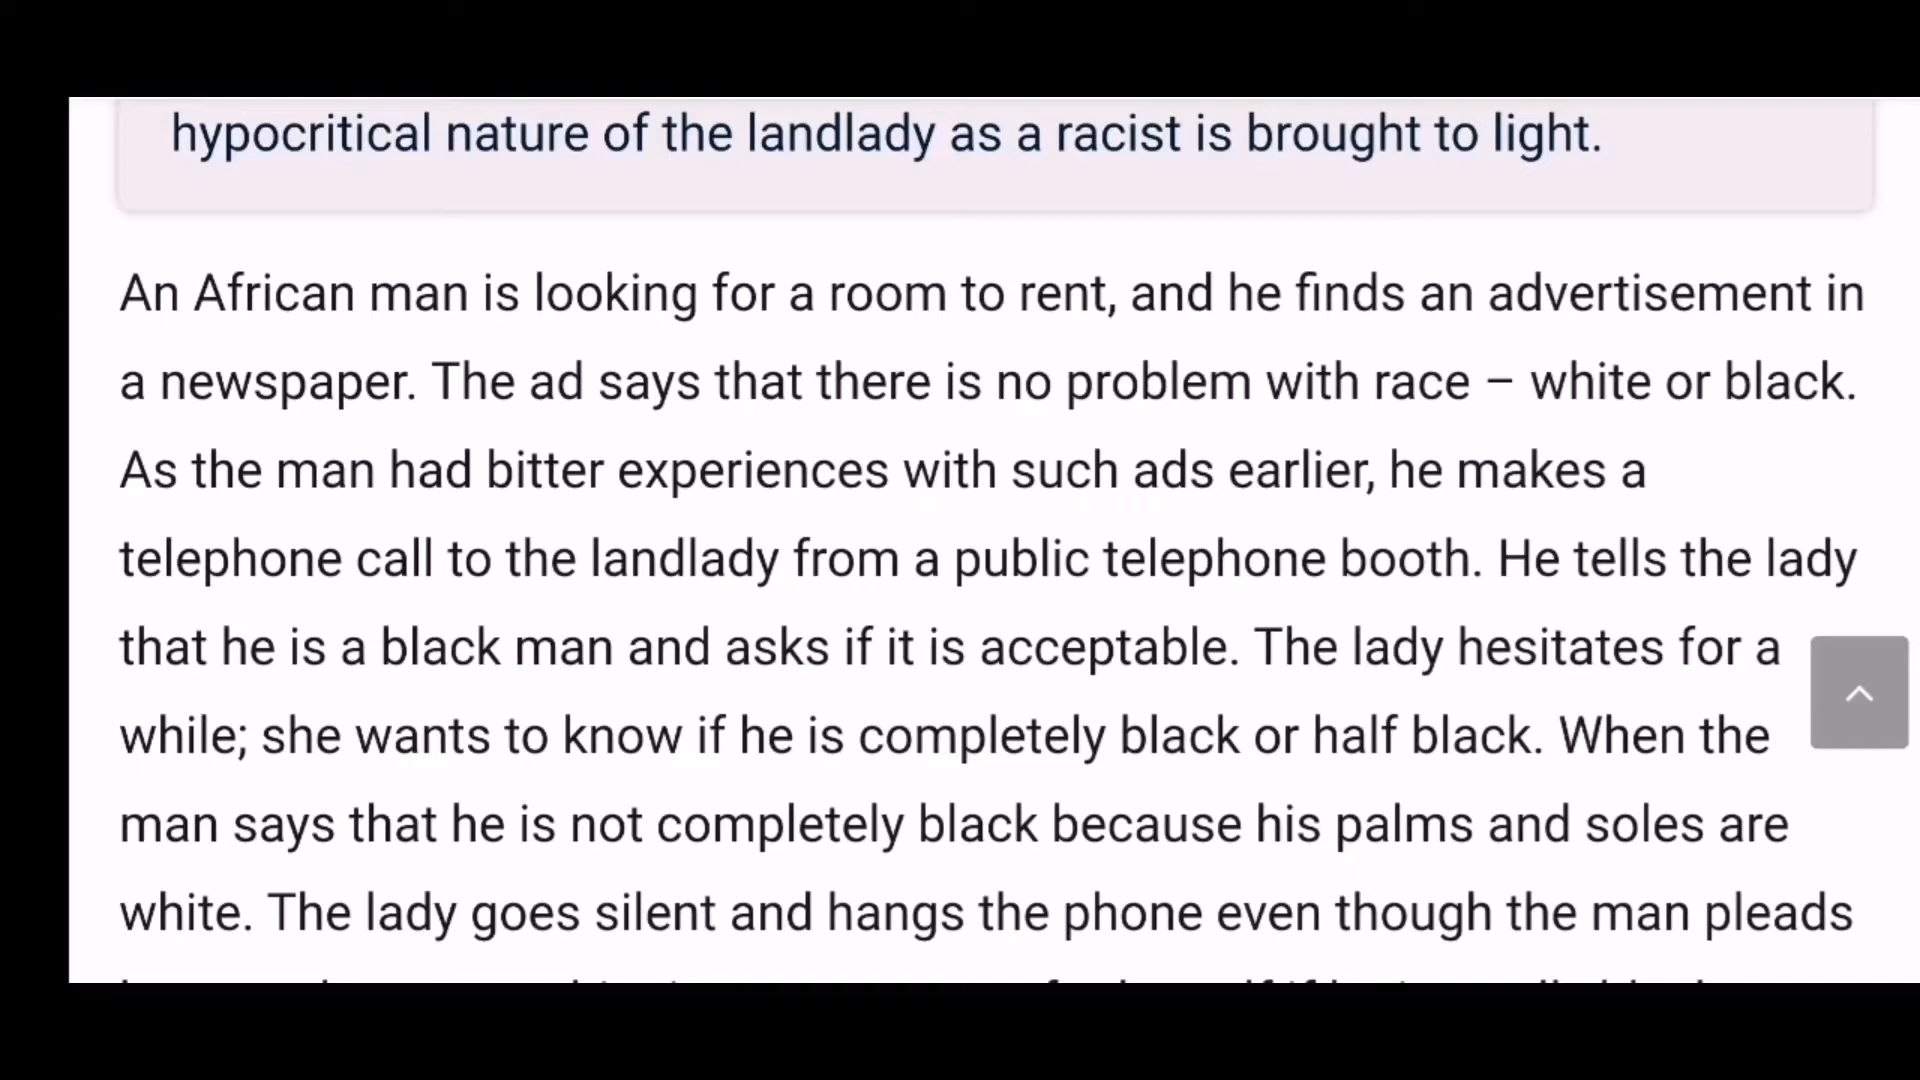 hypocritical nature of the landlady as a racist is brought to light.
An African man is looking for a room to rent, and he finds an advertisement in
a newspaper. The ad says that there is no problem with race – white or black.
As the man had bitter experiences with such ads earlier, he makes a
telephone call to the landlady from a public telephone booth. He tells the lady
that he is a black man and asks if it is acceptable. The lady hesitates for a
while; she wants to know if he is completely black or half black. When the
man says that he is not completely black because his palms and soles are
white. The lady goes silent and hangs the phone even though the man pleads